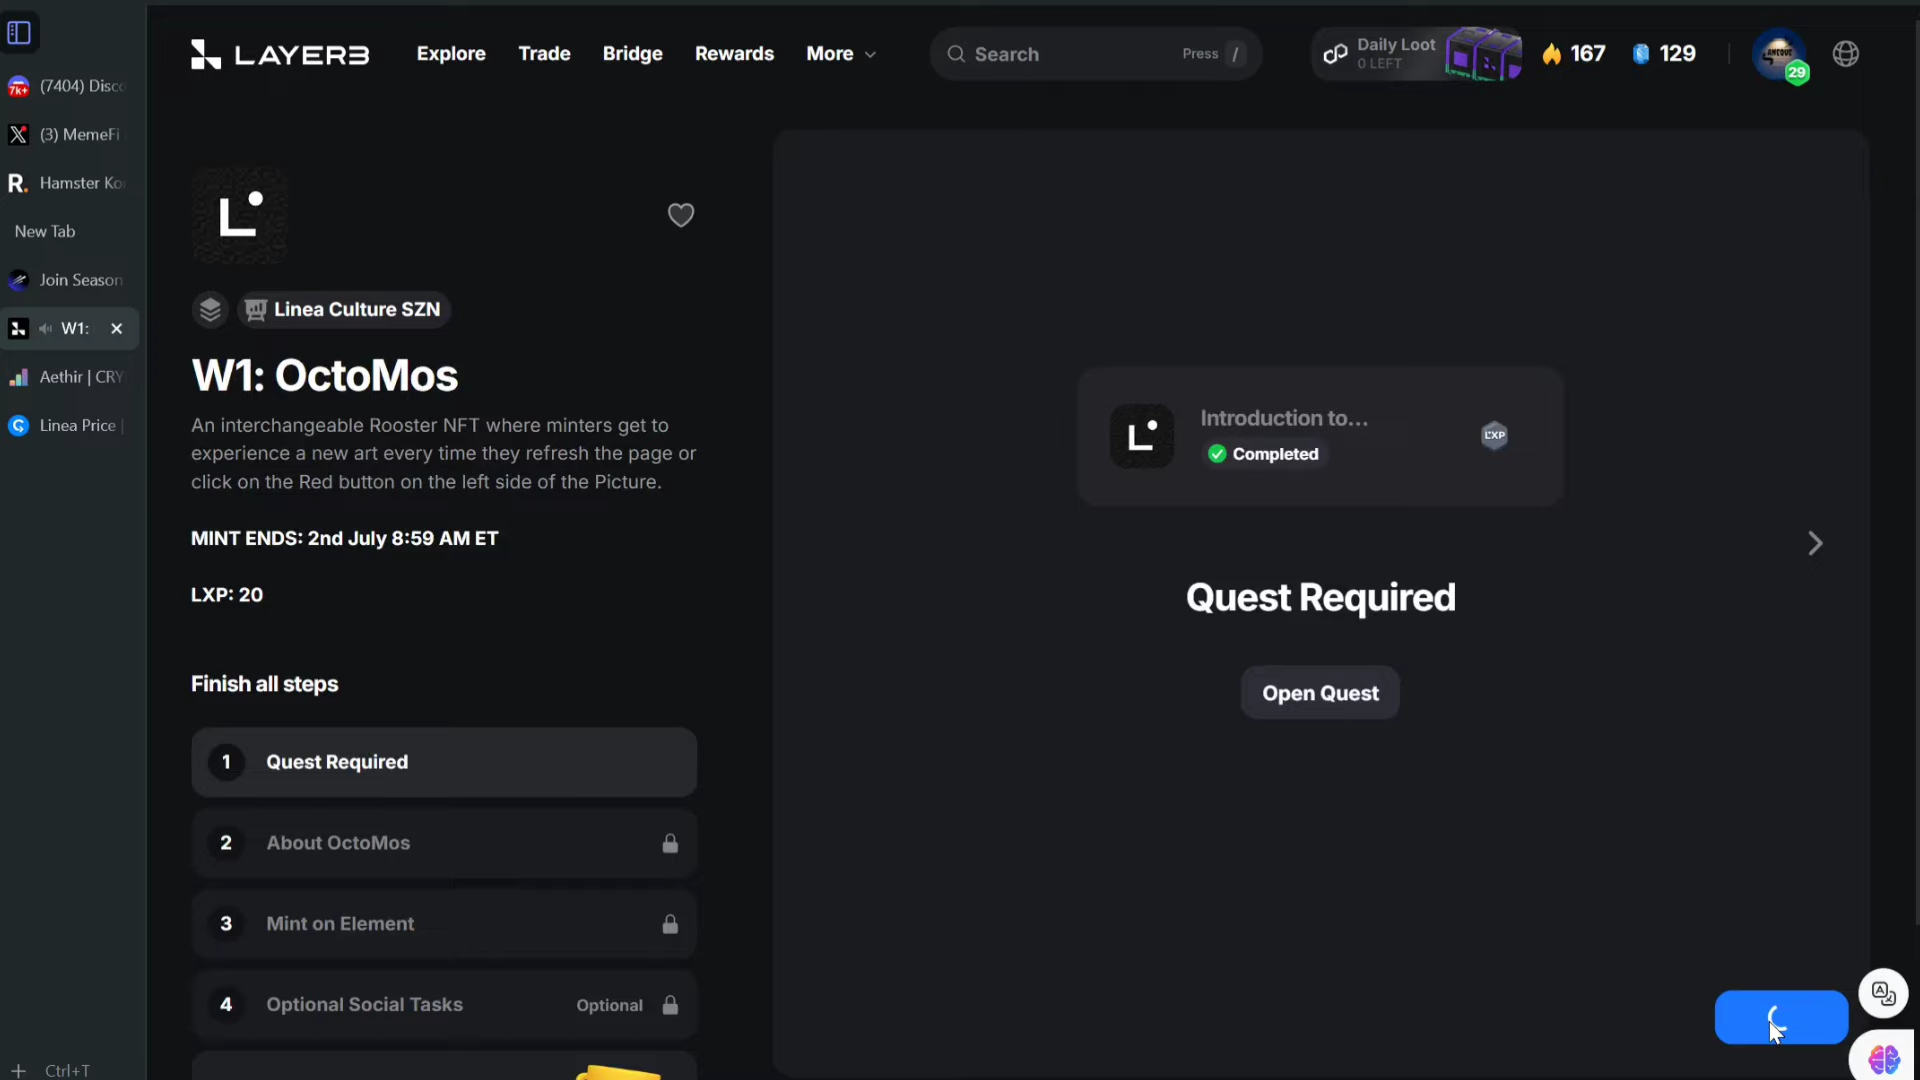 LAYER3
Explore
Trade
Bridge
Rewards
More
Search
Press /
Daily Loot
0 LEFT
167
129
29
7K+
(7404) Disco
(3) MemeFi
R. Hamster Ko
New Tab
Join Season
W1:
Aethir | CRY
Linea Price |
Ctrl+T
Linea Culture SZN
W1: OctoMos
An interchangeable Rooster NFT where minters get to
experience a new art every time they refresh the page or
click on the Red button on the left side of the Picture.
MINT ENDS: 2nd July 8:59 AM ET
LXP: 20
Finish all steps
1 Quest Required
2 About OctoMos
3 Mint on Element
4 Optional Social Tasks Optional
Introduction to...
Completed
LXP
Quest Required
Open Quest